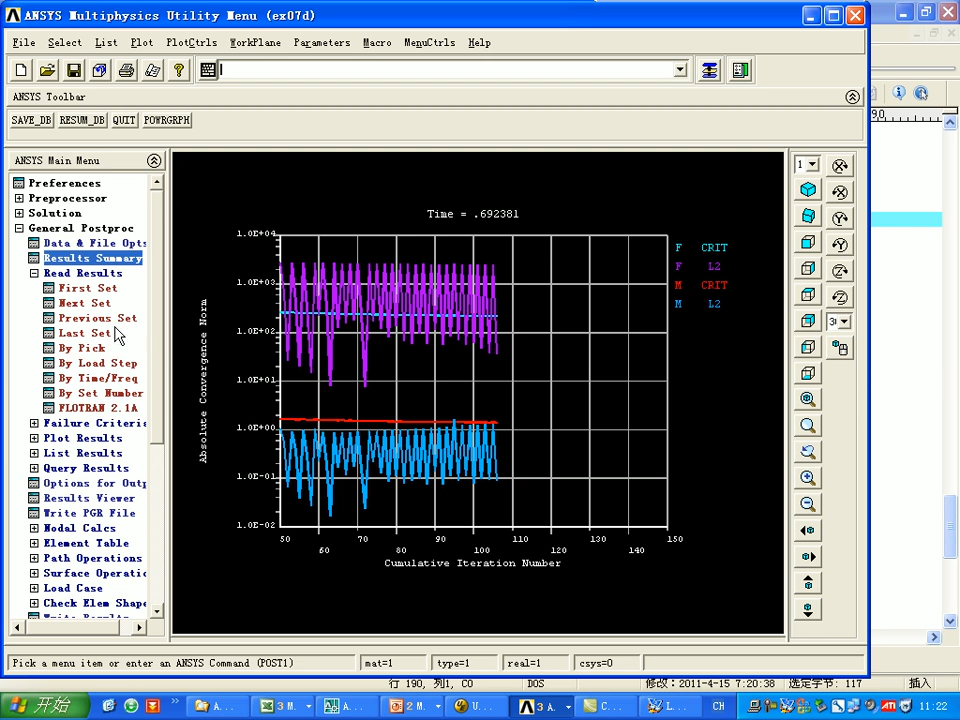 ANSYS Multiphysics Utility Menu (ex07d)
File Select List Plot PlotCtrls WorkPlane Parameters Macro MenuCtrls Help
ANSYS Toolbar
SAVE_DB RESUM_DB QUIT POWRGRPH
ANSYS Main Menu
Preferences
Preprocessor
Solution
General Postproc
Data & File Opts
Results Summary
Read Results
First Set
Next Set
Previous Set
Last Set
By Pick
By Load Step
By Time/Freq
By Set Number
FLOTRAN 2.1A
Failure Criteria
Plot Results
List Results
Query Results
Options for Outp
Results Viewer
Write PGR File
Nodal Calcs
Element Table
Path Operations
Surface Operatio
Load Case
Check Elem Shape
Time = .692381
1.0E+04
1.0E+03
1.0E+02
1.0E+01
1.0E+00
1.0E-01
1.0E-02
Absolute Convergence Norm
F CRIT
F L2
M CRIT
M L2
50 70 90 110 130 150
60 80 100 120 140
Cumulative Iteration Number
1
Pick a menu item or enter an ANSYS Command (POST1)
mat=1
type=1
real=1
csys=0
行 190, 列1, C0
DOS
修改:2011-4-15 7:20:38
选定字节: 117
插入
开始
A...
3 M.
A...
2 M.
U...
3 A.
C...
L...
CH
11:22